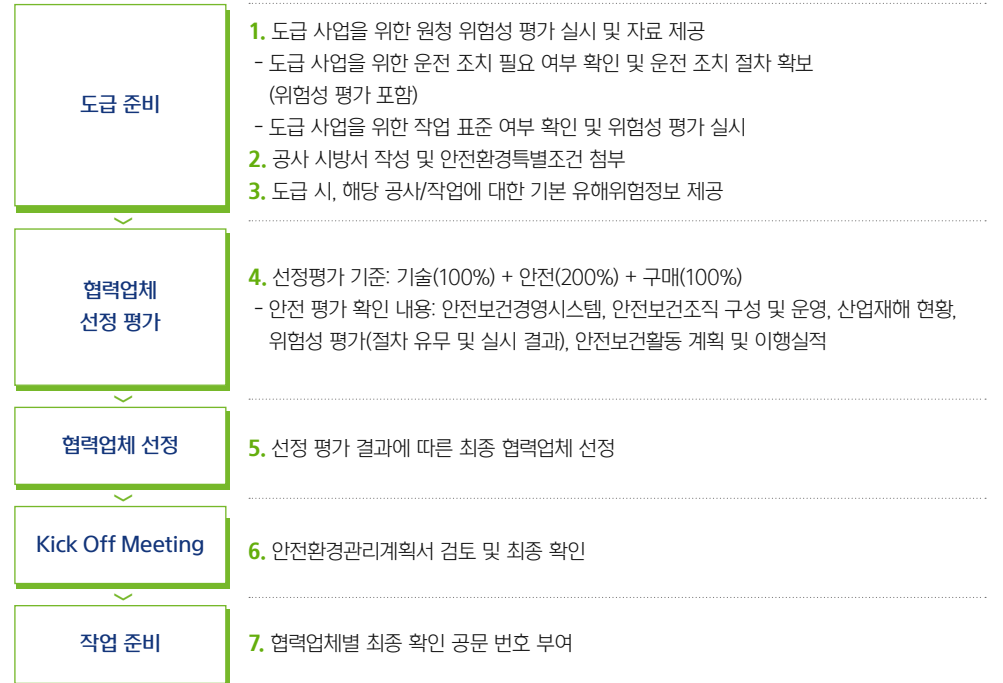 도급 준비
1. 도급 사업을 위한 원청 위험성 평가 실시 및 자료 제공
- 도급 사업을 위한 운전 조치 필요 여부 확인 및 운전 조치 절차 확보
(위험성 평가 포함)
- 도급 사업을 위한 작업 표준 여부 확인 및 위험성 평가 실시
2. 공사 시방서 작성 및 안전환경특별조건 첨부
3. 도급 시, 해당 공사/작업에 대한 기본 유해위험정보 제공
협력업체
선정 평가
4. 선정평가 기준: 기술(100%) + 안전(200%) + 구매(100%)
- 안전 평가 확인 내용: 안전보건경영시스템, 안전보건조직 구성 및 운영, 산업재해 현황,
위험성 평가(절차 유무 및 실시 결과), 안전보건활동 계획 및 이행실적
협력업체 선정
5. 선정 평가 결과에 따른 최종 협력업체 선정
Kick Off Meeting
6. 안전환경관리계획서 검토 및 최종 확인
작업 준비
7. 협력업체별 최종 확인 공문 번호 부여